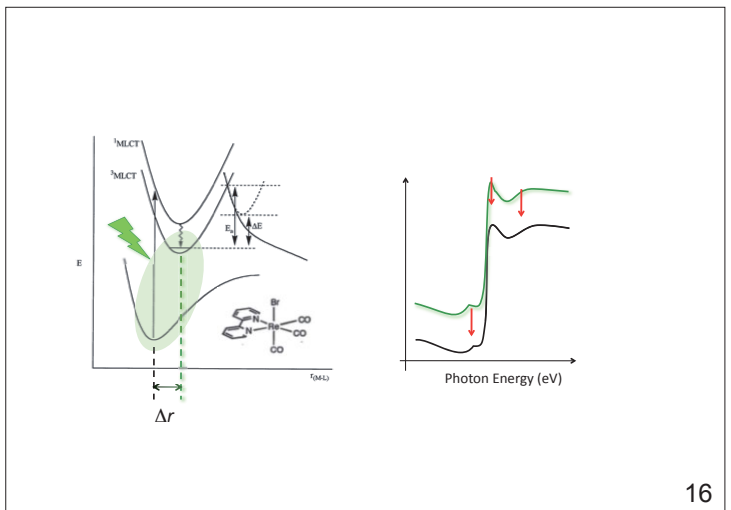 ¹MLCT
³MLCT
E
Eₐ
ΔE
Br
N
N
Re
CO
CO
CO
r(M-L)
Δr
Photon Energy (eV)
16